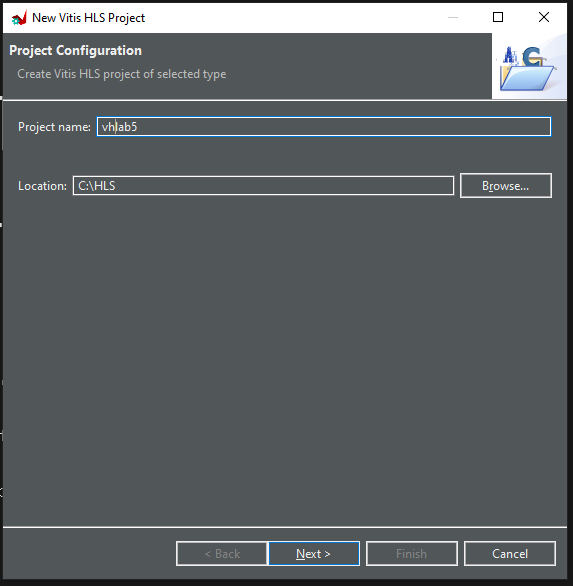 New Vitis HLS Project
Project Configuration
Create Vitis HLS project of selected type
Project name: vhlab5
Location: C:\HLS Browse...
< Back Next > Finish Cancel